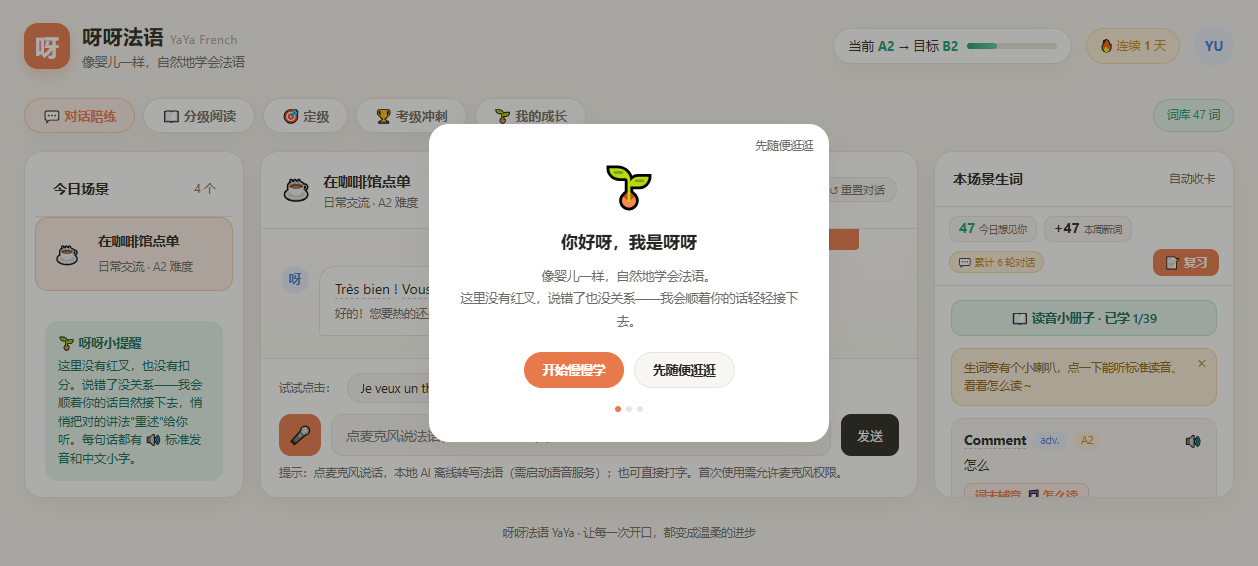 呀
呀呀法语 YaYa French
像婴儿一样，自然地学会法语
当前 A2 → 目标 B2
连续 1 天
YU
对话陪练
分级阅读
定级
考级冲刺
我的成长
词库 47 词
今日场景
4 个
在咖啡馆点单
日常交流 · A2 难度
呀呀小提醒
这里没有红叉，也没有扣
分。说错了没关系——我会
顺着你的话自然接下去，悄
悄把对的讲法"重述"给你
听。每句话都有 标准发
音和中文小字。
在咖啡馆点单
日常交流 · A2 难度
重置对话
呀
Très bien ! Vous
好的！您要热的还
试试点击：
Je veux un th
点麦克风说法语
发送
提示：点麦克风说话，本地 AI 离线转写法语（需启动语音服务）；也可直接打字。首次使用需允许麦克风权限。
先随便逛逛
你好呀，我是呀呀
像婴儿一样，自然地学会法语。
这里没有红叉，说错了也没关系——我会顺着你的话轻轻接下
去。
开始慢慢学
先随便逛逛
本场景生词
自动收卡
47 今日想见你
+47 本周新词
累计 6 轮对话
复习
读音小册子 · 已学 1/39
生词旁有个小喇叭，点一下能听标准读音、
看看怎么读～
×
Comment adv. A2
怎么
词末辅音 怎么读
呀呀法语 YaYa · 让每一次开口，都变成温柔的进步